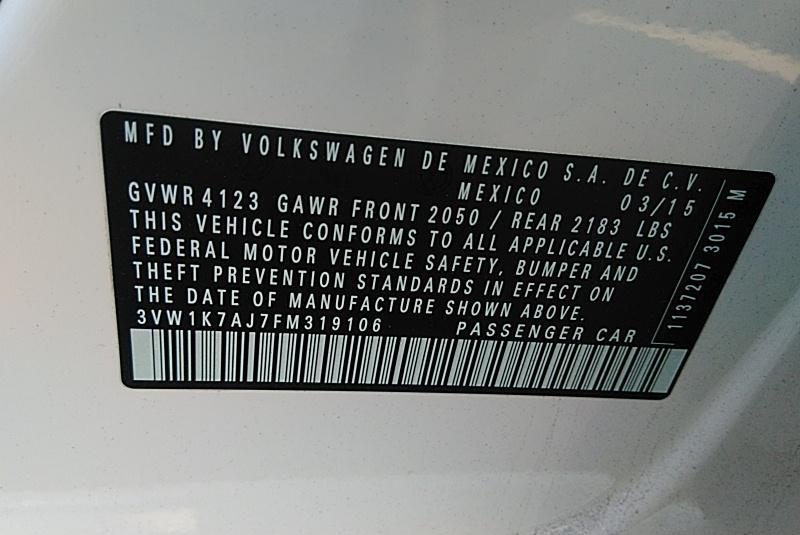 MFD BY VOLKSWAGEN DE MEXICO S.A. DE C.V.
MEXICO 03/15
GVWR 4123 GAWR FRONT 2050 / REAR 2183 LBS
THIS VEHICLE CONFORMS TO ALL APPLICABLE U.S.
FEDERAL MOTOR VEHICLE SAFETY, BUMPER AND
THEFT PREVENTION STANDARDS IN EFFECT ON
THE DATE OF MANUFACTURE SHOWN ABOVE.
3VW1K7AJ7FM319106 PASSENGER CAR
1137207 3015 M